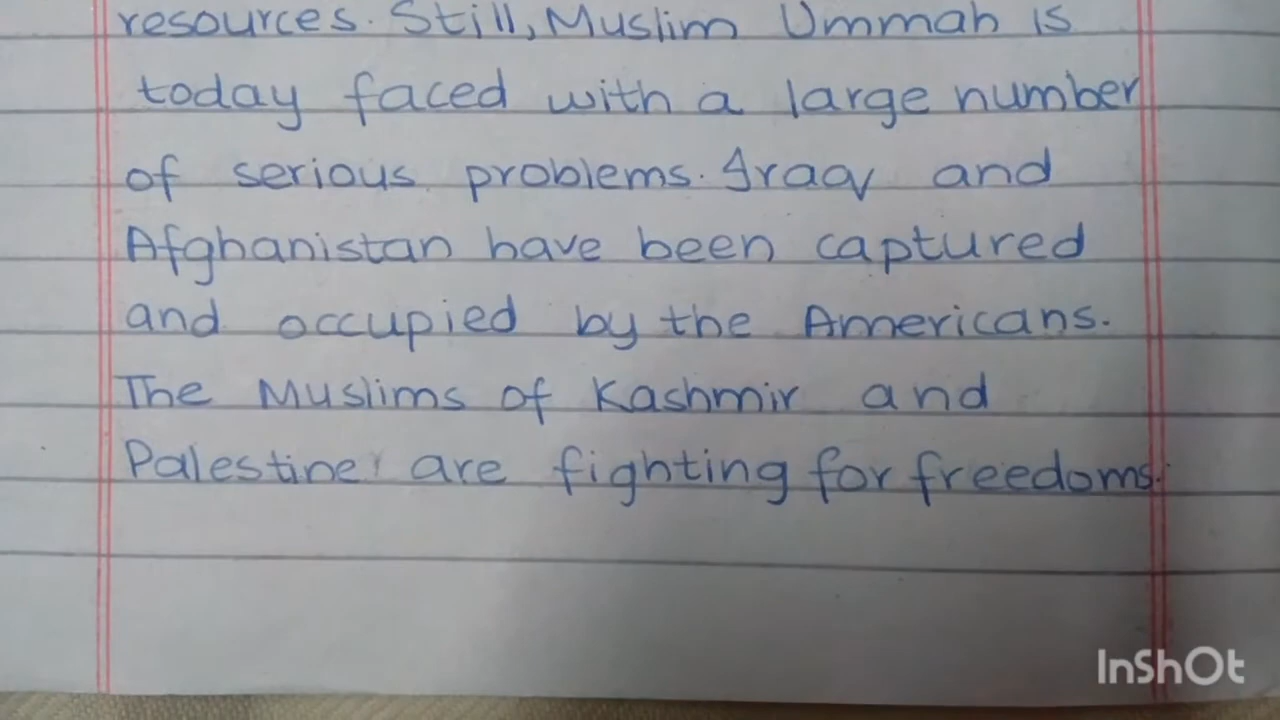 resources. Still, Muslim Ummah is
today faced with a large number
of serious problems. Iraq and
Afghanistan have been captured
and occupied by the Americans.
The Muslims of Kashmir and
Palestine are fighting for freedoms.
InShOt